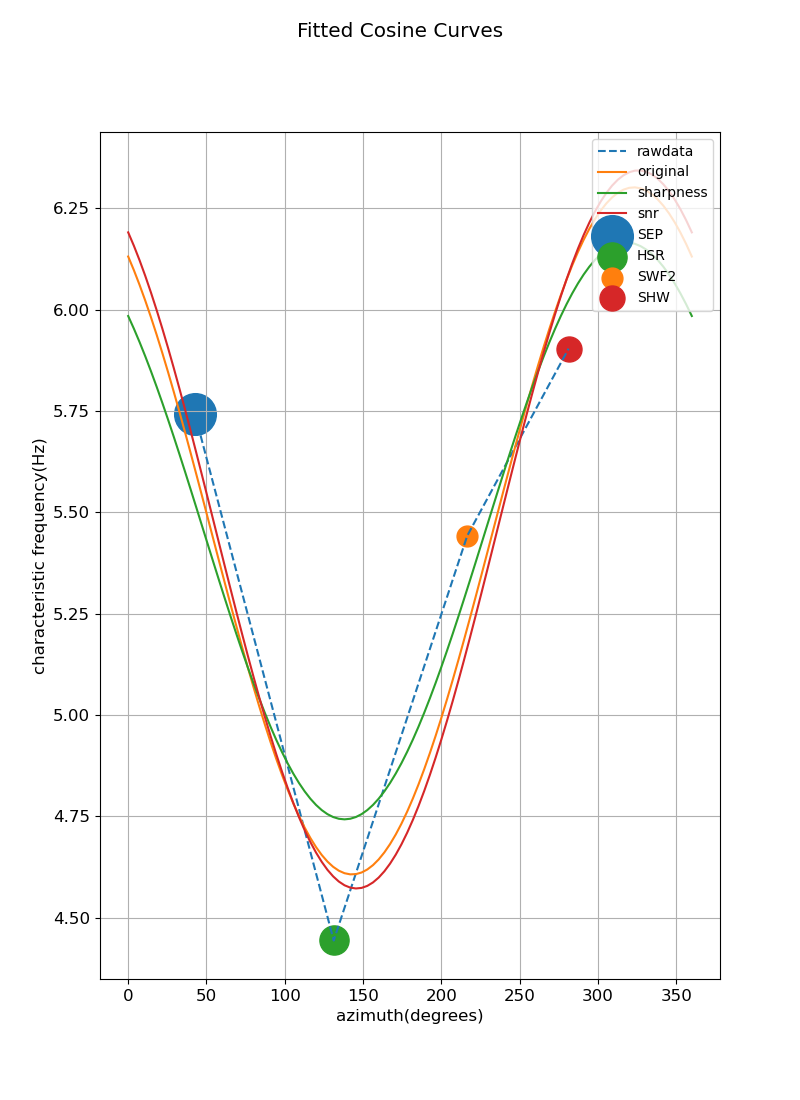 Fitted Cosine Curves
rawdata
original
sharpness
snr
SEP
HSR
SWF2
SHW
6.25
6.00
5.75
5.50
5.25
5.00
4.75
4.50
characteristic frequency(Hz)
0 50 100 150 200 250 300 350
azimuth(degrees)